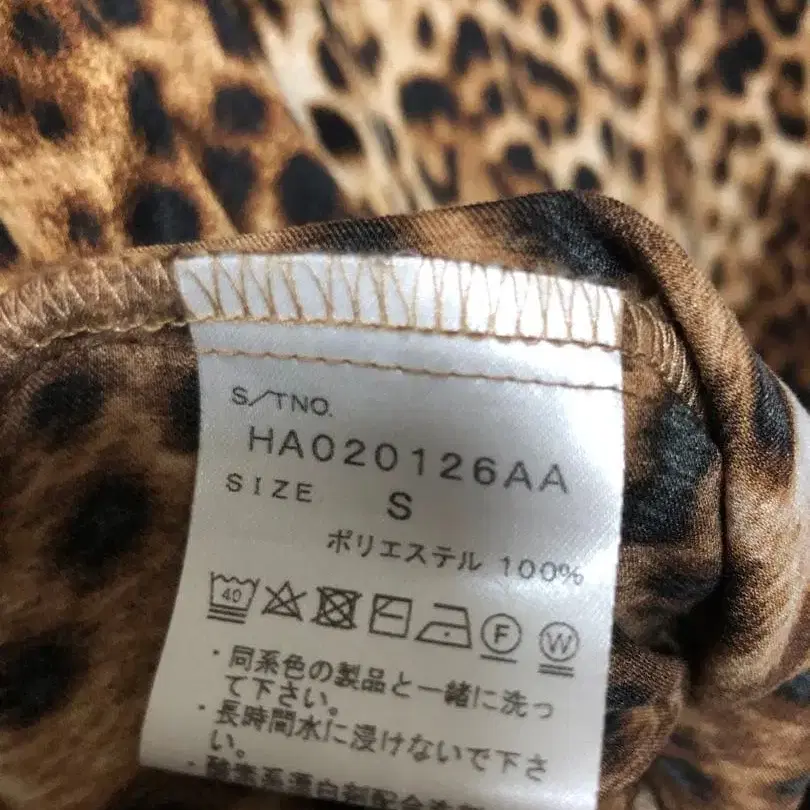 S/TNO.
HA020126AA
SIZE S
ポリエステル 100%
40 F W
・同系色の製品と一緒に洗っ
て下さい。
・長時間水に浸けないで下さ
い。